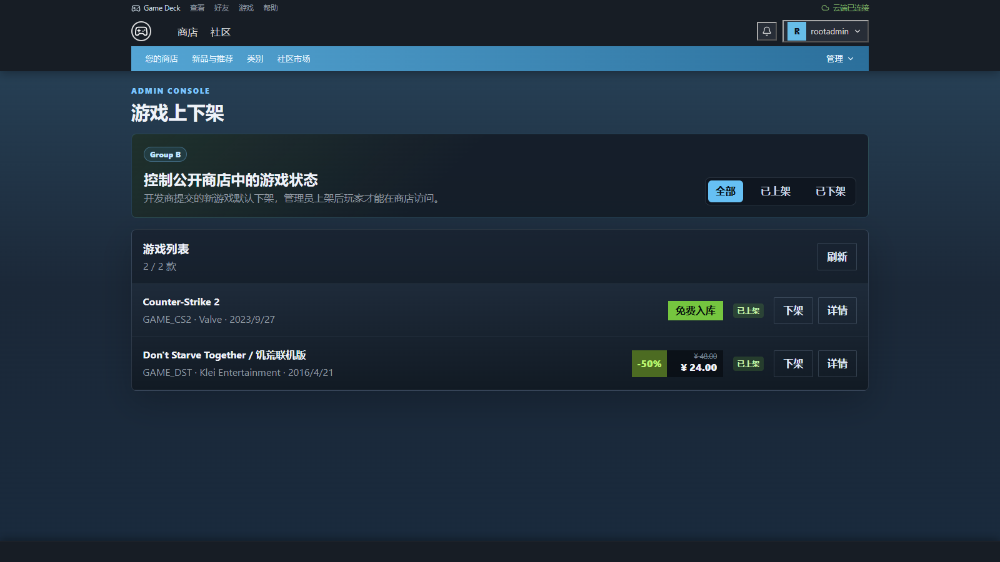 Game Deck 查看 好友 游戏 帮助 云端已连接
商店 社区 R rootadmin
您的商店 新品与推荐 类别 社区市场 管理
ADMIN CONSOLE
游戏上下架
Group B
控制公开商店中的游戏状态
开发商提交的新游戏默认下架，管理员上架后玩家才能在商店访问。
全部 已上架 已下架
游戏列表
2 / 2 款
刷新
Counter-Strike 2
GAME_CS2 · Valve · 2023/9/27
免费入库 已上架 下架 详情
Don't Starve Together / 饥荒联机版
GAME_DST · Klei Entertainment · 2016/4/21
-50% ¥ 48.00
¥ 24.00
已上架 下架 详情